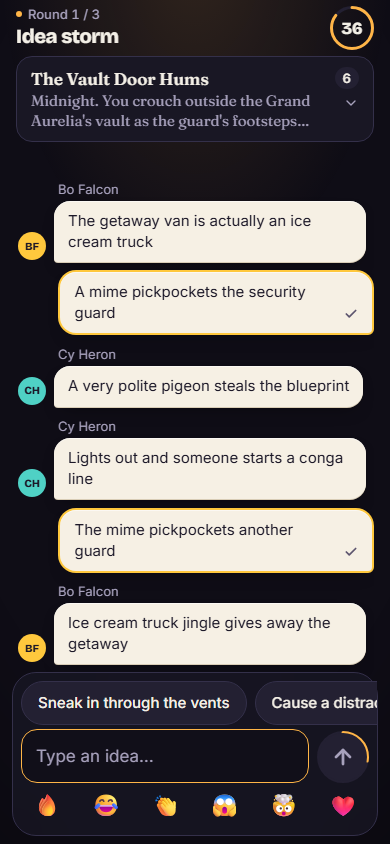 Round 1 / 3
Idea storm
36
The Vault Door Hums
6
Midnight. You crouch outside the Grand
Aurelia's vault as the guard's footsteps...
Bo Falcon
The getaway van is actually an ice
cream truck
BF
A mime pickpockets the security
guard
Cy Heron
A very polite pigeon steals the blueprint
CH
Cy Heron
Lights out and someone starts a conga
line
CH
The mime pickpockets another
guard
Bo Falcon
Ice cream truck jingle gives away the
getaway
BF
Sneak in through the vents
Cause a distrac
Type an idea...